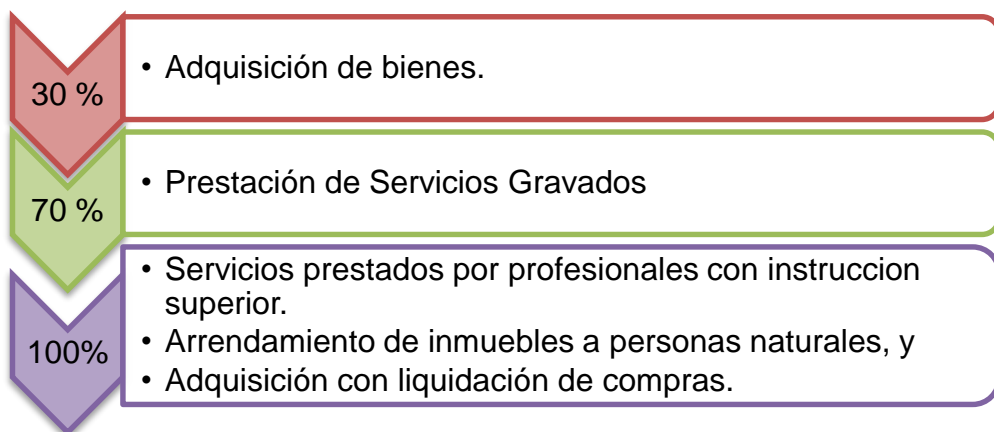 30 %
• Adquisición de bienes.
70 %
• Prestación de Servicios Gravados
100%
• Servicios prestados por profesionales con instruccion
superior.
• Arrendamiento de inmuebles a personas naturales, y
• Adquisición con liquidación de compras.